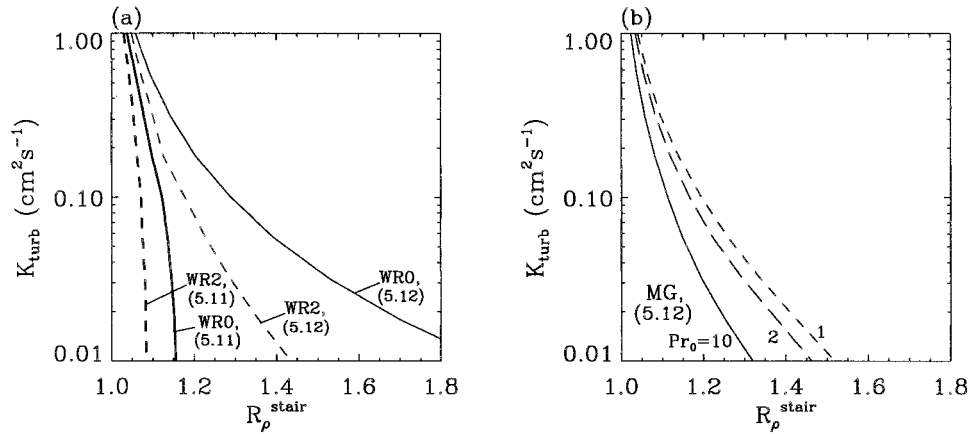 (a)
K_turb (cm²s⁻¹)
1.00
0.10
0.01
WR2,
(5.11)
WR0,
(5.11)
WR2,
(5.12)
WR0,
(5.12)
1.0 1.2 1.4 1.6 1.8
R_ρ^stair
(b)
K_turb (cm²s⁻¹)
1.00
0.10
0.01
MG,
(5.12)
Pr₀=10
2
1
1.0 1.2 1.4 1.6 1.8
R_ρ^stair